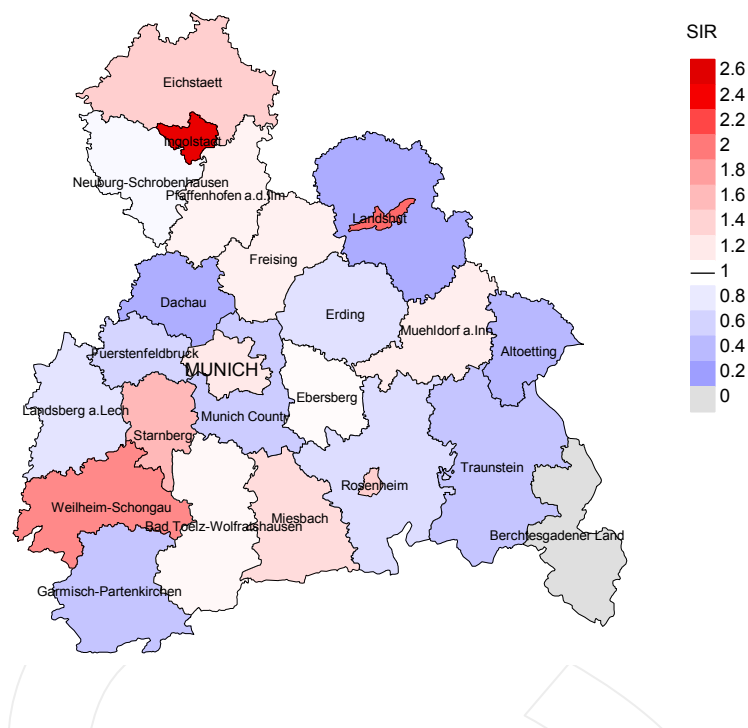 SIR
2.6
2.4
2.2
2
1.8
1.6
1.4
1.2
1
0.8
0.6
0.4
0.2
0
Eichstaett
Ingolstadt
Neuburg-Schrobenhausen
Pfaffenhofen a.d.Ilm
Landshut
Freising
Dachau
Erding
Muehldorf a.Inn
Altoetting
Fuerstenfeldbruck
MUNICH
Ebersberg
Landsberg a.Lech
Munich County
Starnberg
Traunstein
Rosenheim
Weilheim-Schongau
Miesbach
Bad Toelz-Wolfratshausen
Berchtesgadener Land
Garmisch-Partenkirchen